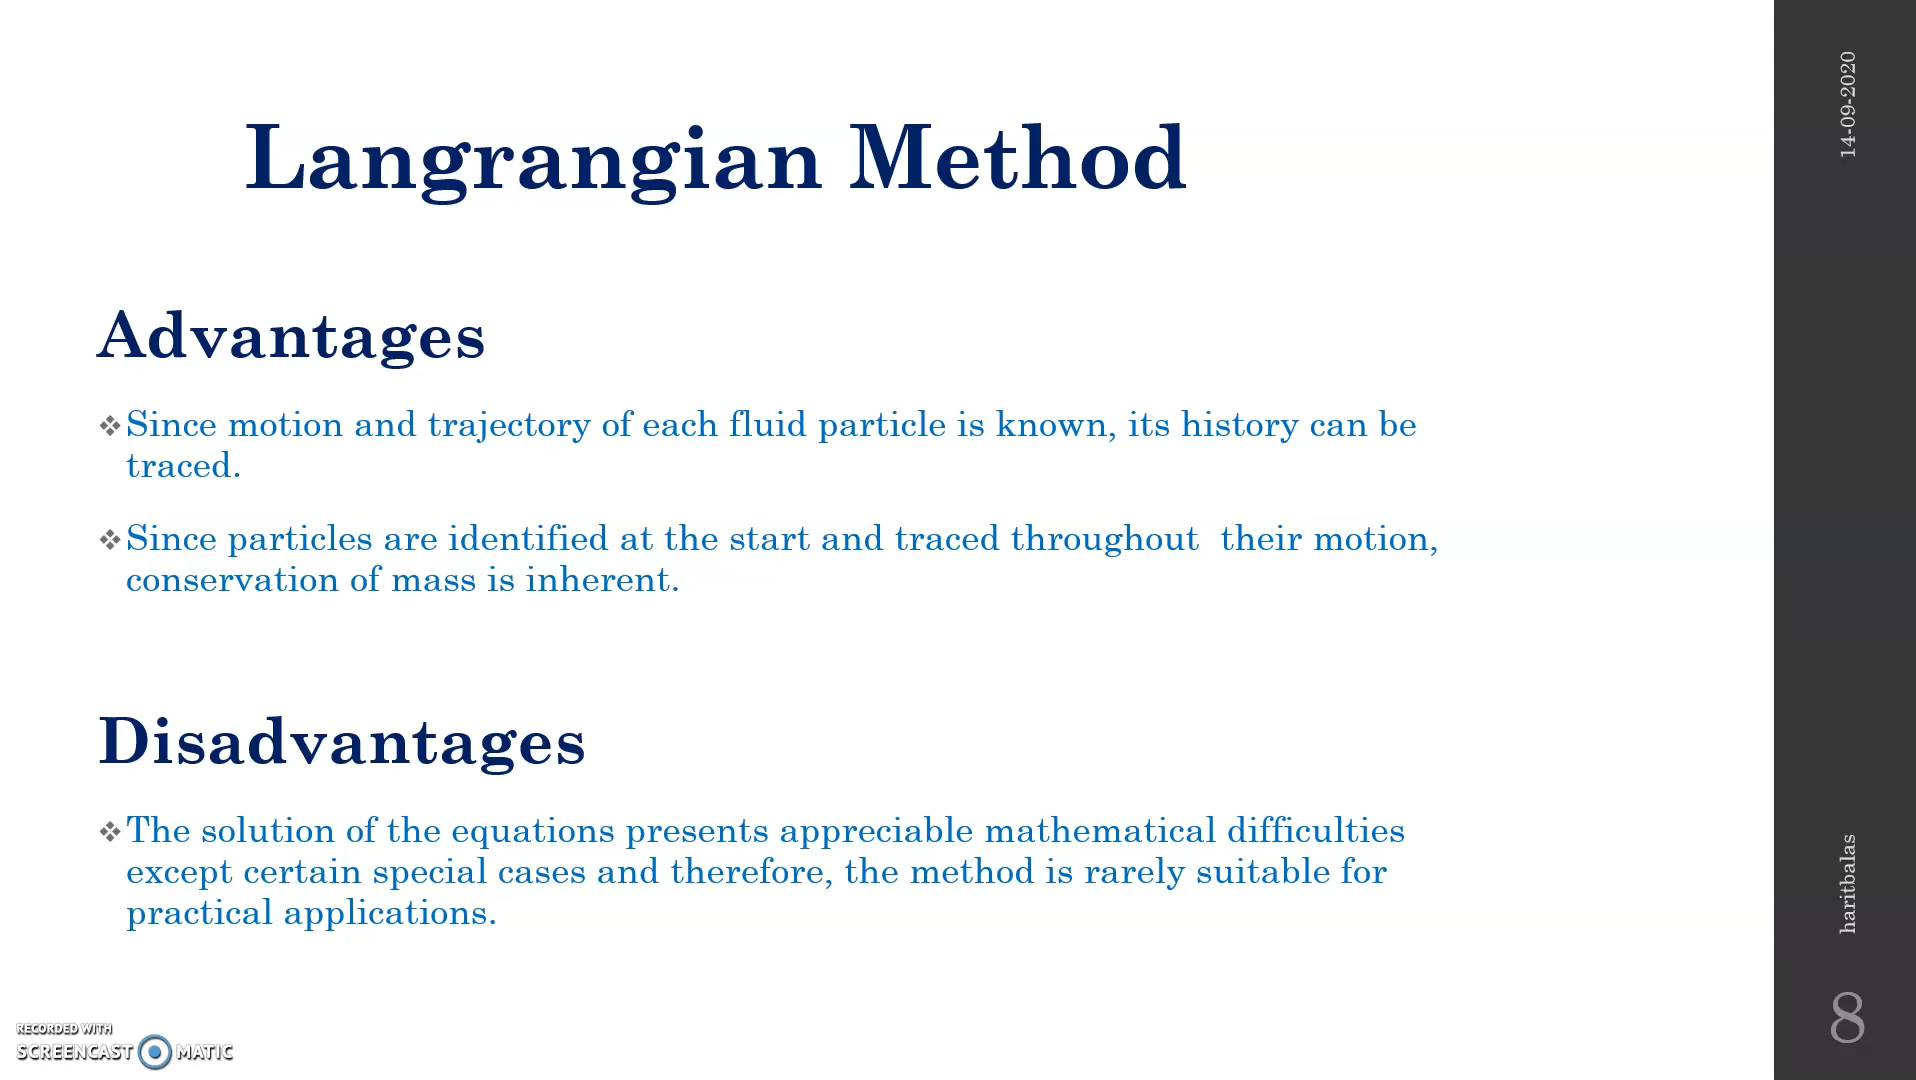 Langrangian Method
Advantages
❖Since motion and trajectory of each fluid particle is known, its history can be
traced.
❖Since particles are identified at the start and traced throughout  their motion,
conservation of mass is inherent.
Disadvantages
❖The solution of the equations presents appreciable mathematical difficulties
except certain special cases and therefore, the method is rarely suitable for
practical applications.
14-09-2020
haritbalas
8
RECORDED WITH
SCREENCAST MATIC